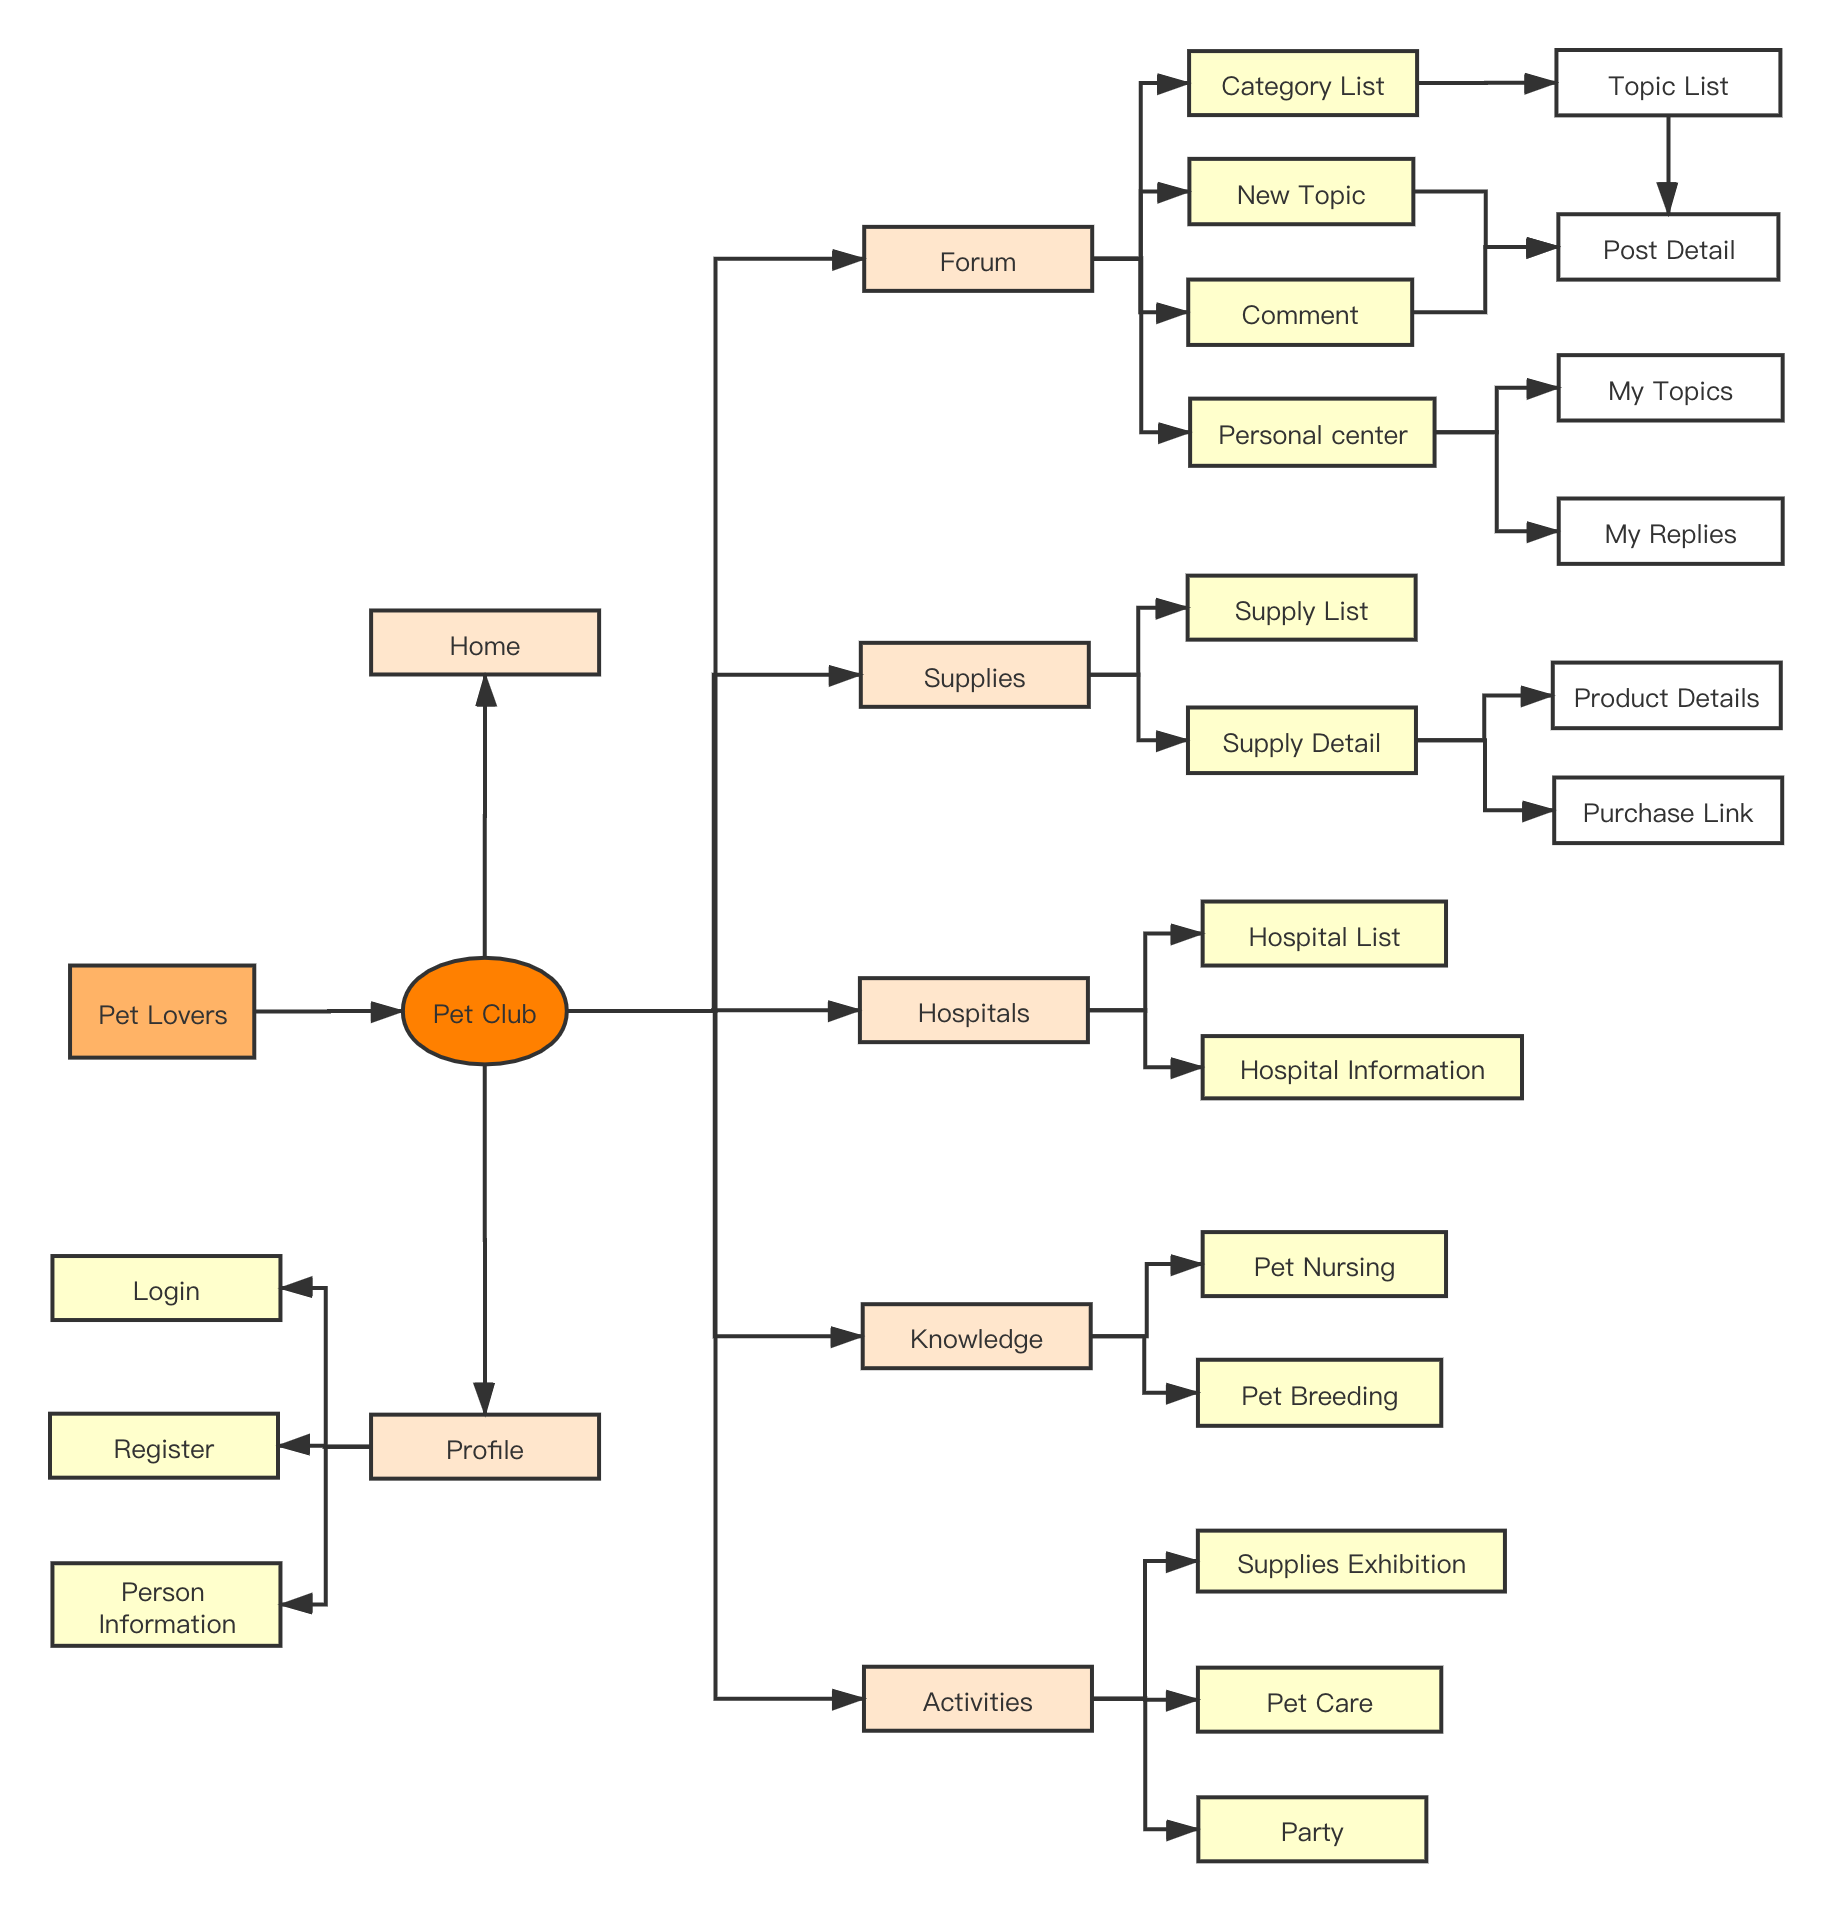 Category List
Topic List
New Topic
Post Detail
Forum
Comment
My Topics
Personal center
My Replies
Supply List
Home
Supplies
Product Details
Supply Detail
Purchase Link
Hospital List
Pet Lovers
Pet Club
Hospitals
Hospital Information
Pet Nursing
Login
Knowledge
Pet Breeding
Register
Profile
Supplies Exhibition
Person
Information
Activities
Pet Care
Party